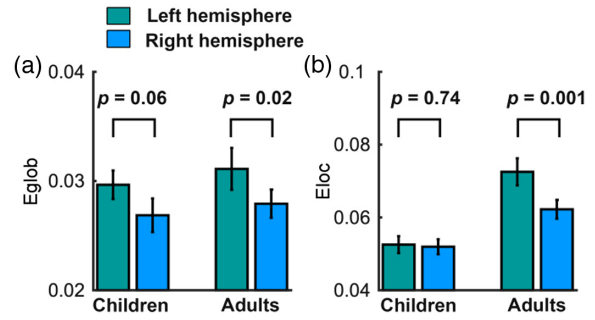 Left hemisphere
Right hemisphere
(a)
Eglob
0.04
0.03
0.02
p = 0.06
p = 0.02
Children
Adults
(b)
Eloc
0.1
0.08
0.06
0.04
p = 0.74
p = 0.001
Children
Adults